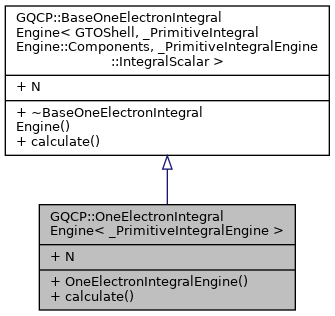 GQCP::BaseOneElectronIntegral
Engine< GTOShell, _PrimitiveIntegral
Engine::Components, _PrimitiveIntegralEngine
::IntegralScalar >
+ N
+ ~BaseOneElectronIntegral
Engine()
+ calculate()
GQCP::OneElectronIntegral
Engine< _PrimitiveIntegralEngine >
+ N
+ OneElectronIntegralEngine()
+ calculate()